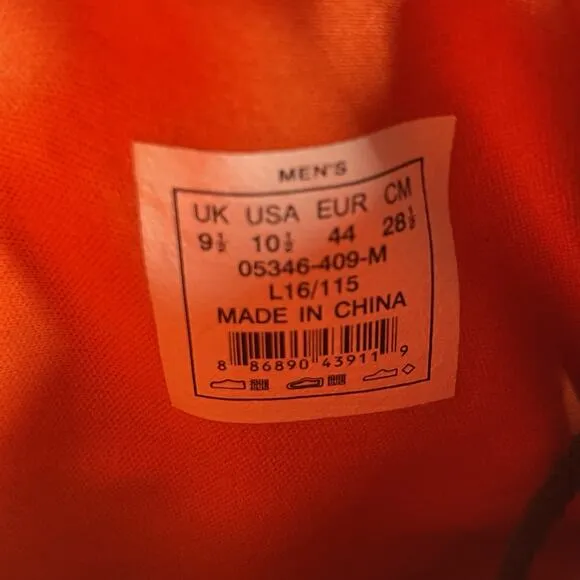 MEN'S
UK USA EUR CM
9½ 10½ 44 28½
05346-409-M
L16/115
MADE IN CHINA
8 86890 43911 9